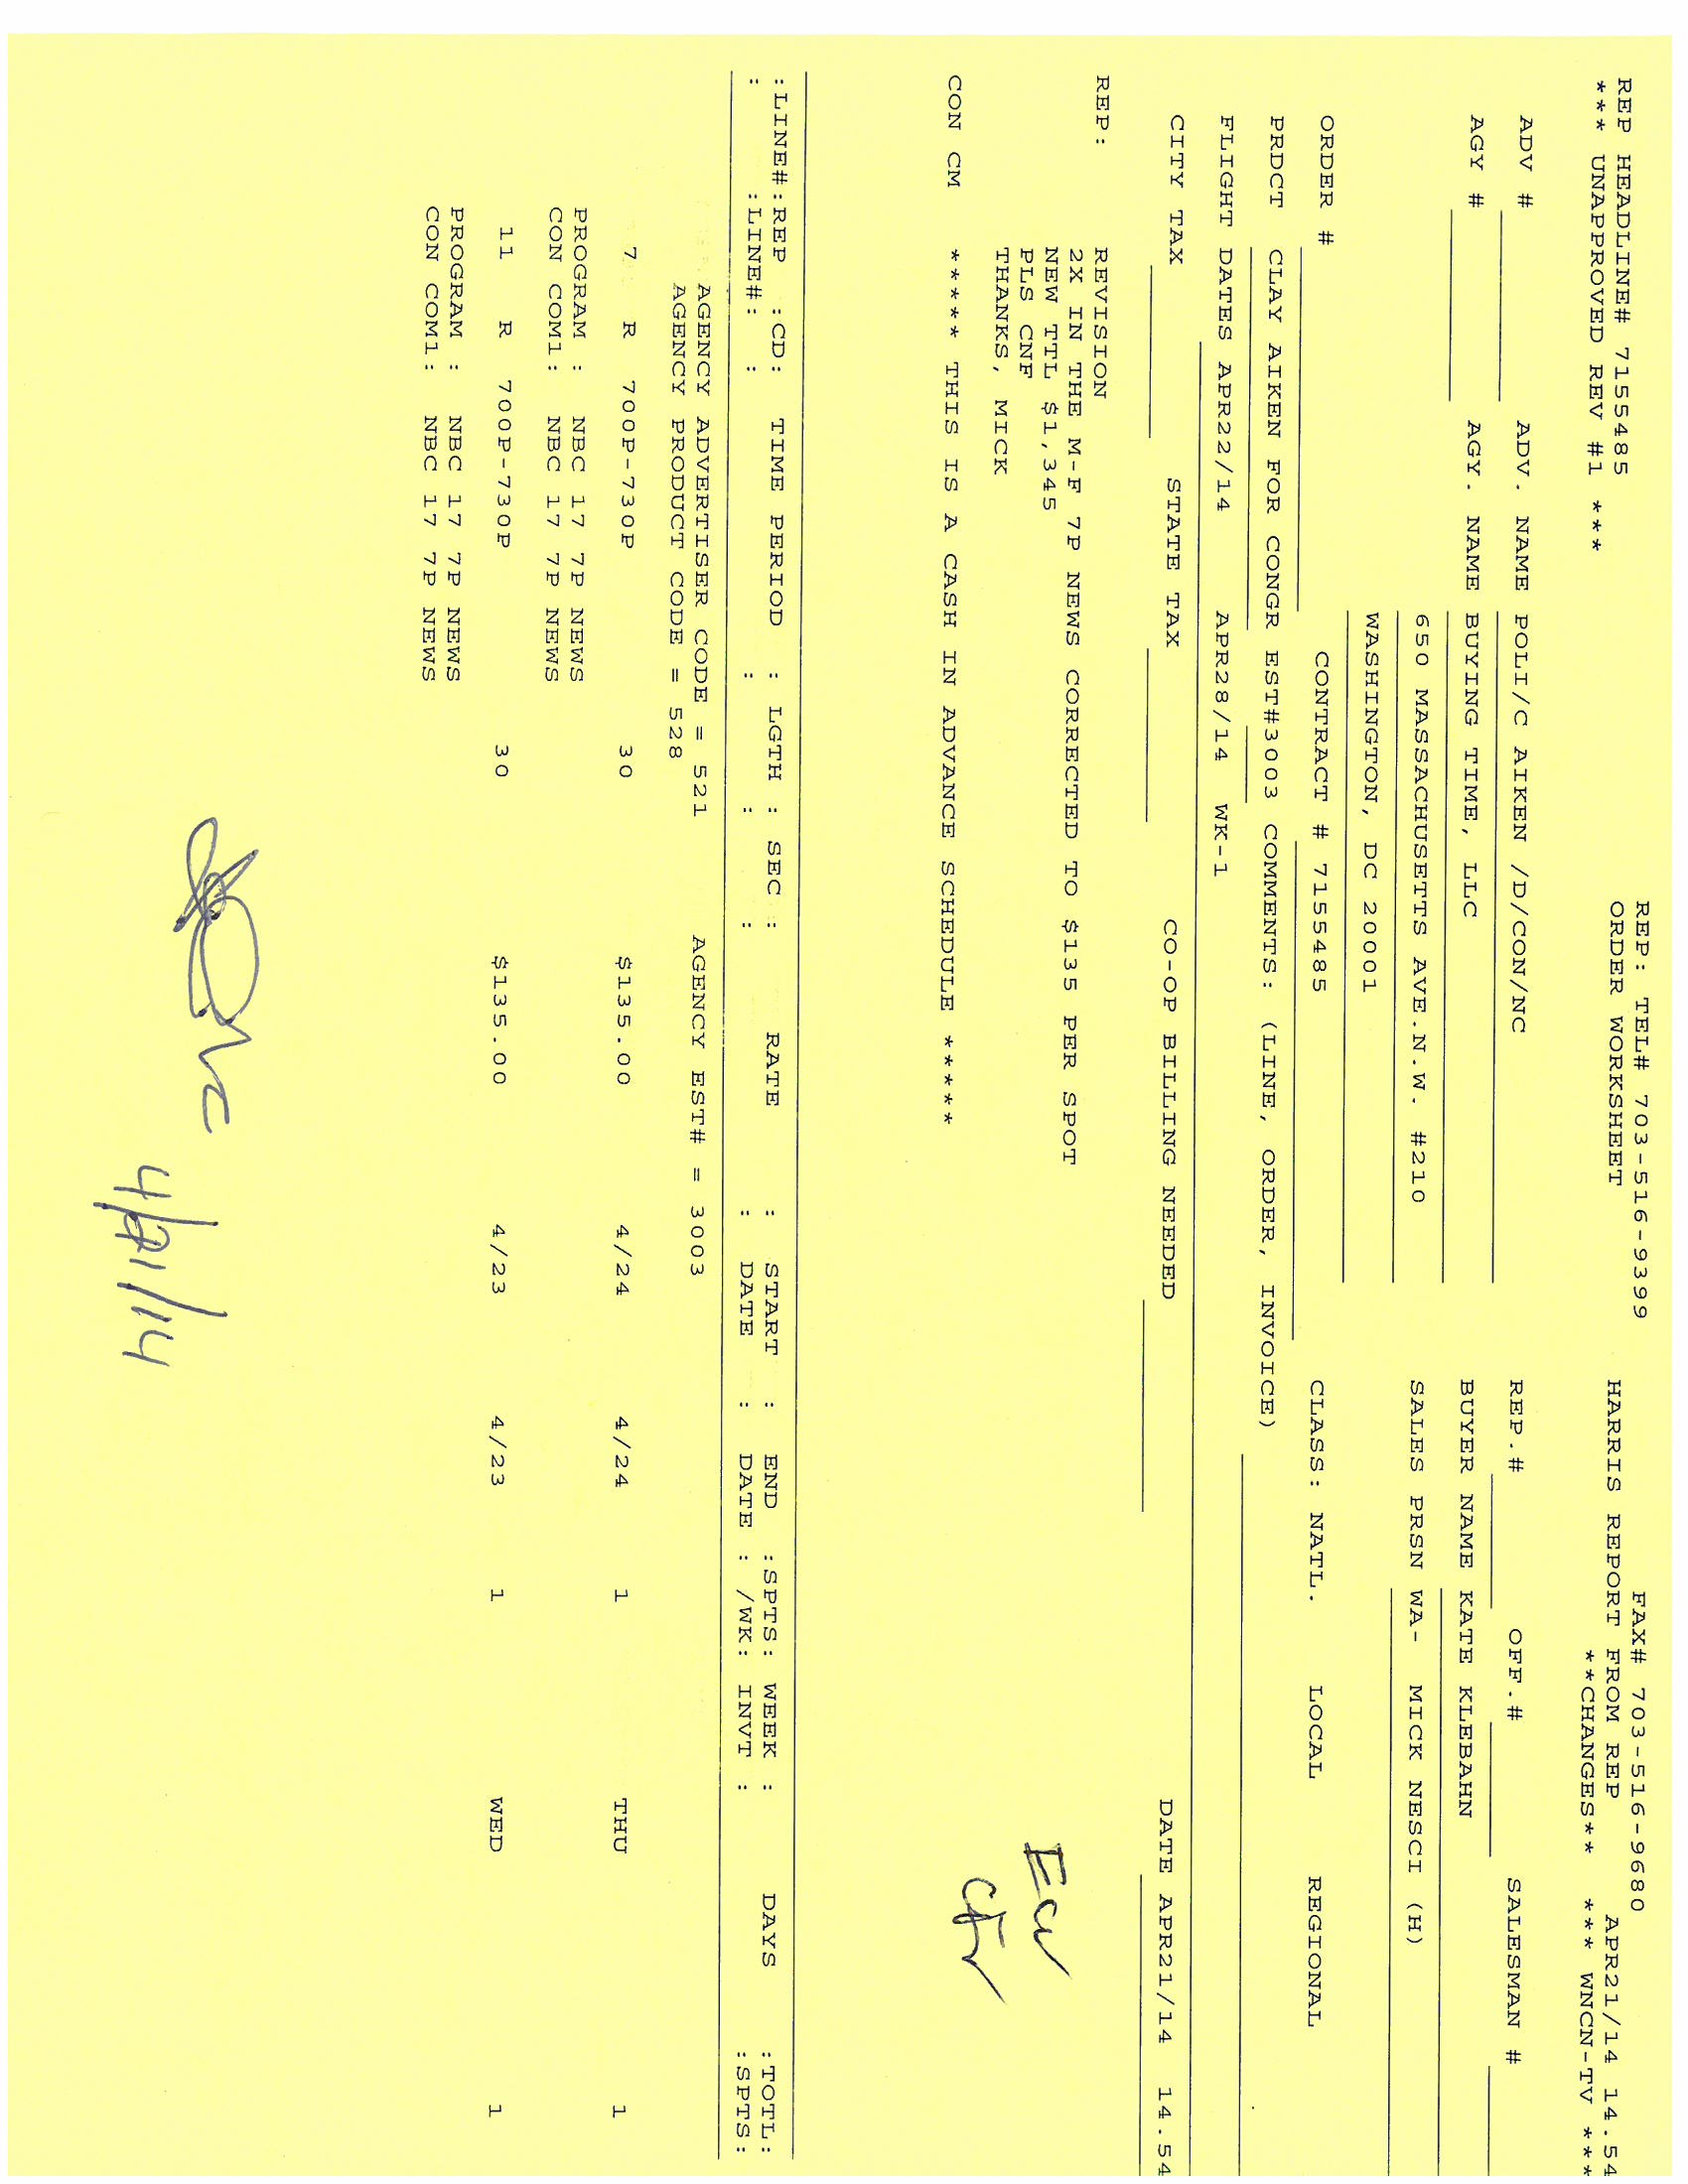 REP: TEL# 703-516-9399 FAX# 703-516-9680
REP HEADLINE# 7155485 ORDER WORKSHEET HARRIS REPORT FROM REP APR21/14 14.54
*** UNAPPROVED REV #1 *** **CHANGES** *** WNCN-TV ***
ADV # ADV. NAME POLI/C AIKEN /D/CON/NC REP.# OFF.# SALESMAN #
AGY # AGY. NAME BUYING TIME, LLC BUYER NAME KATE KLEBAHN
650 MASSACHUSETTS AVE.N.W. #210 SALES PRSN WA- MICK NESCI (H)
WASHINGTON, DC 20001
ORDER # CONTRACT # 7155485 CLASS: NATL. LOCAL REGIONAL
PRDCT CLAY AIKEN FOR CONGR EST#3003 COMMENTS: (LINE, ORDER, INVOICE)
FLIGHT DATES APR22/14 APR28/14 WK-1
CITY TAX STATE TAX CO-OP BILLING NEEDED DATE APR21/14 14.54
REP: REVISION
2X IN THE M-F 7P NEWS CORRECTED TO $135 PER SPOT
NEW TTL $1,345
PLS CNF
THANKS, MICK
CON CM ***** THIS IS A CASH IN ADVANCE SCHEDULE *****
:LINE#:REP :CD: TIME PERIOD : LGTH : SEC : RATE : START : END :SPTS: WEEK : DAYS :TOTL:
: :LINE#: : : : : : DATE : DATE : /WK: INVT : :SPTS:
AGENCY ADVERTISER CODE = 521 AGENCY EST# = 3003
AGENCY PRODUCT CODE = 528
7 R 700P-730P 30 $135.00 4/24 4/24 1 THU 1
PROGRAM : NBC 17 7P NEWS
CON COM1: NBC 17 7P NEWS
11 R 700P-730P 30 $135.00 4/23 4/23 1 WED 1
PROGRAM : NBC 17 7P NEWS
CON COM1: NBC 17 7P NEWS
4/21/14